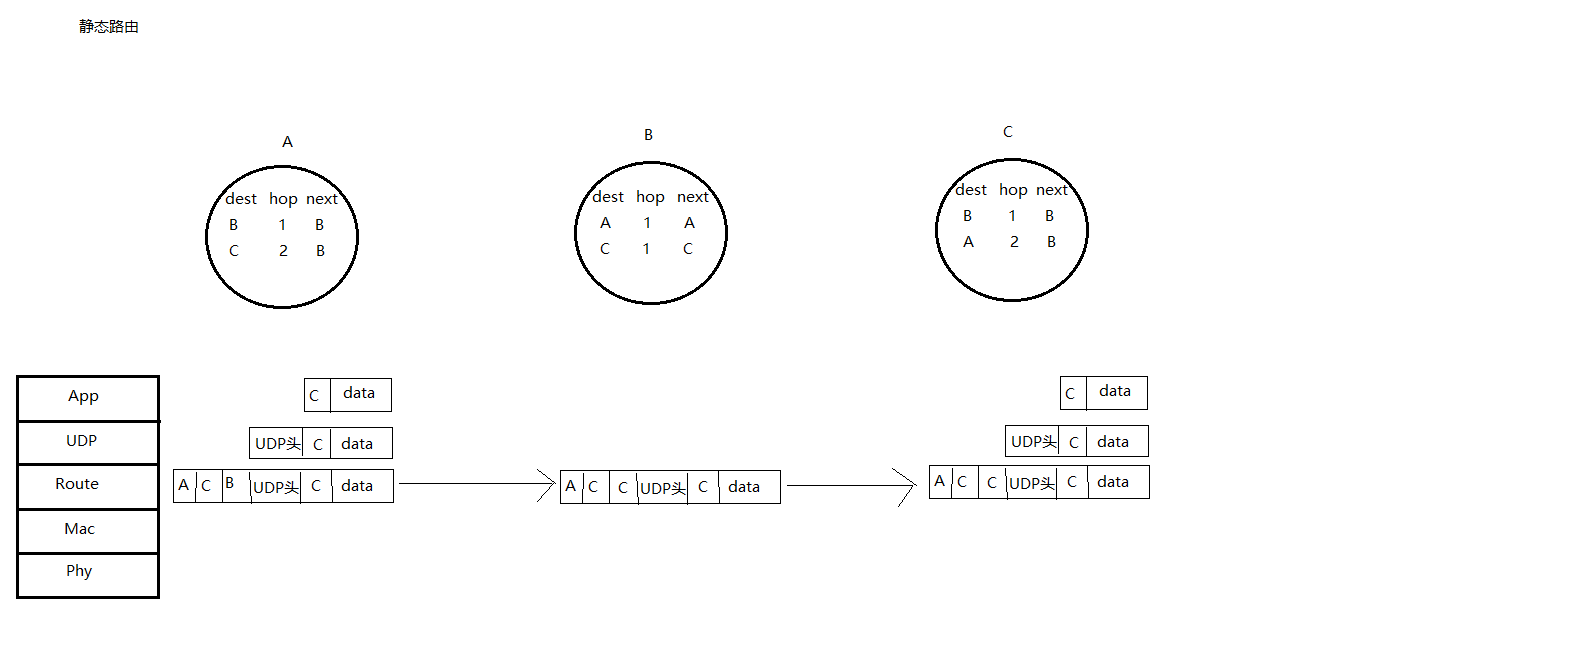 静态路由
A
B
C
dest hop next
B 1 B
C 2 B
dest hop next
A 1 A
C 1 C
dest hop next
B 1 B
A 2 B
App
UDP
Route
Mac
Phy
C data
UDP头 C data
A C B UDP头 C data
A C C UDP头 C data
C data
UDP头 C data
A C C UDP头 C data